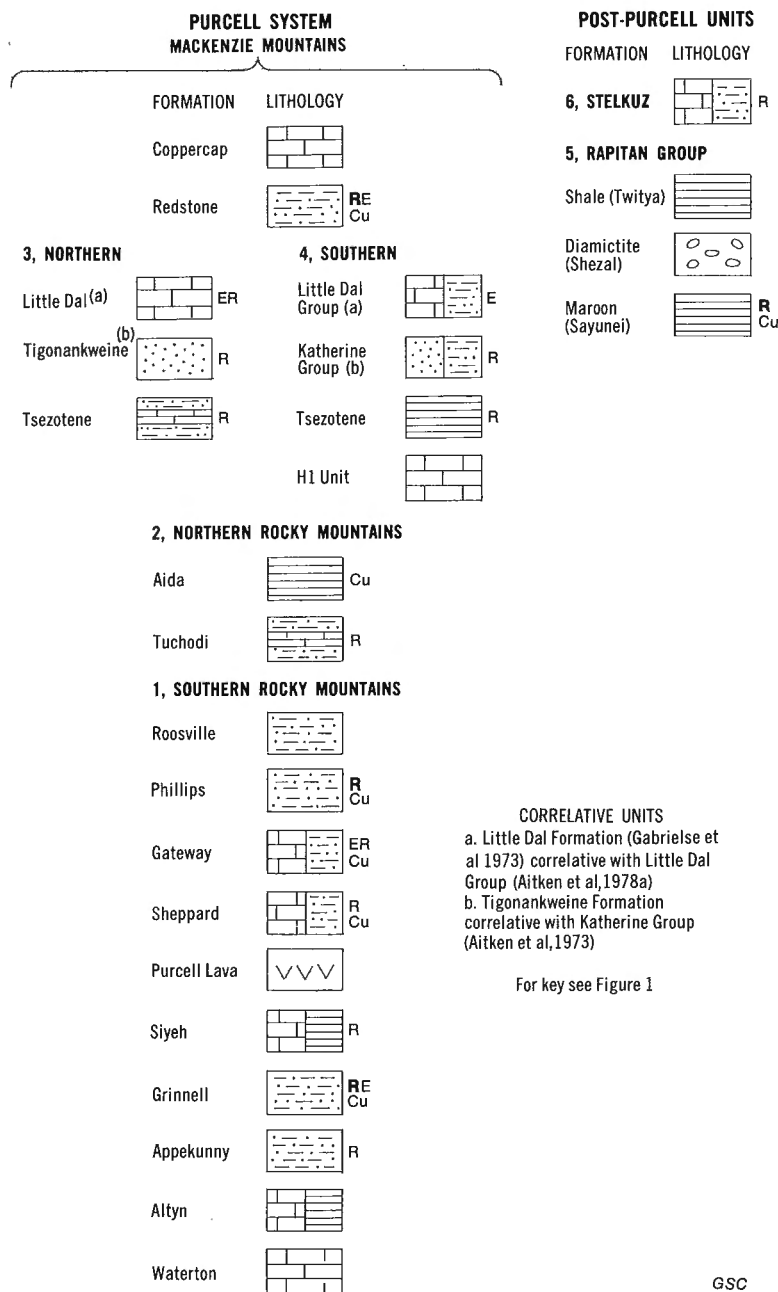 PURCELL SYSTEM
MACKENZIE MOUNTAINS
FORMATION LITHOLOGY
Coppercap
Redstone RE
Cu
3, NORTHERN
Little Dal (a) ER
Tigonankweine (b) R
Tsezotene R
4, SOUTHERN
Little Dal
Group (a) E
Katherine
Group (b) R
Tsezotene R
H1 Unit
2, NORTHERN ROCKY MOUNTAINS
Aida Cu
Tuchodi R
1, SOUTHERN ROCKY MOUNTAINS
Roosville
Phillips R
Cu
Gateway ER
Cu
Sheppard R
Cu
Purcell Lava
Siyeh R
Grinnell RE
Cu
Appekunny R
Altyn
Waterton
POST-PURCELL UNITS
FORMATION LITHOLOGY
6, STELKUZ R
5, RAPITAN GROUP
Shale (Twitya)
Diamictite
(Shezal)
Maroon R
(Sayunei) Cu
CORRELATIVE UNITS
a. Little Dal Formation (Gabrielse et
al 1973) correlative with Little Dal
Group (Aitken et al,1978a)
b. Tigonankweine Formation
correlative with Katherine Group
(Aitken et al,1973)
For key see Figure 1
GSC